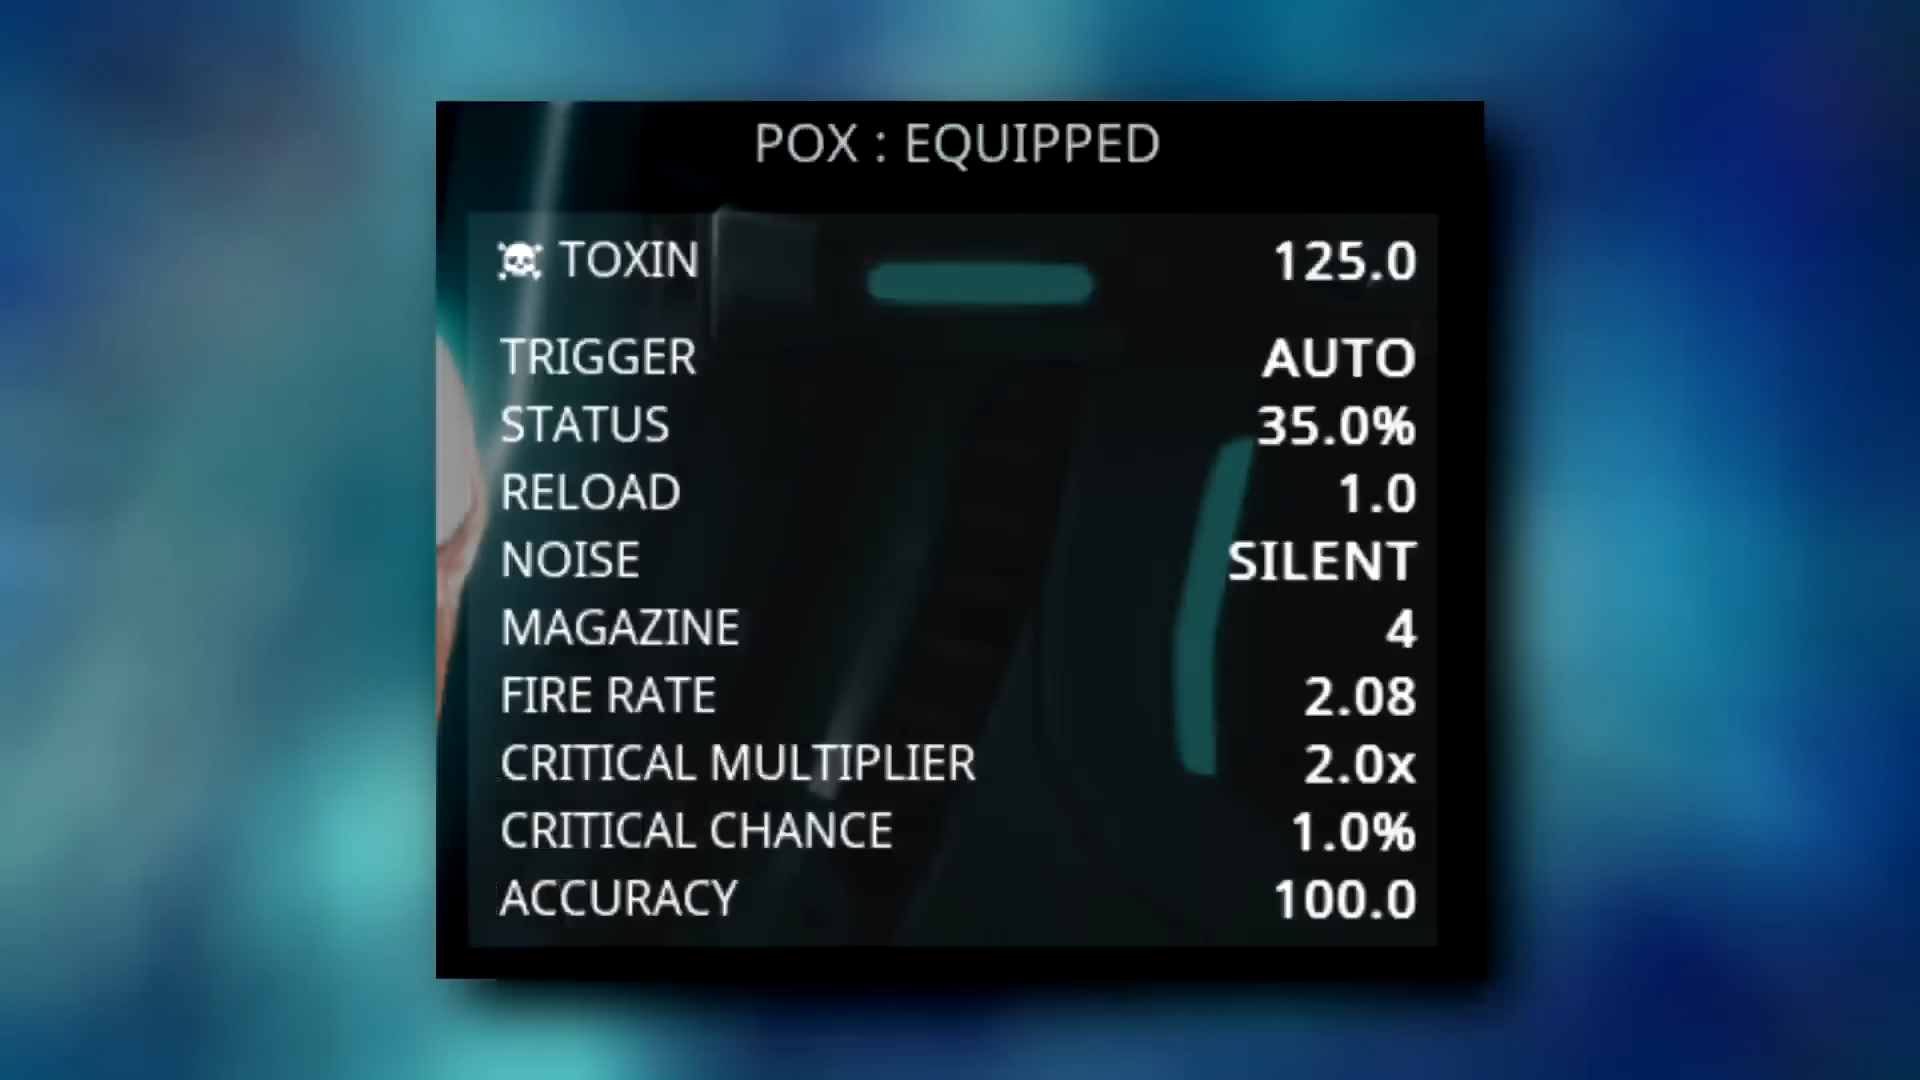 POX : EQUIPPED
TOXIN 125.0
TRIGGER AUTO
STATUS 35.0%
RELOAD 1.0
NOISE SILENT
MAGAZINE 4
FIRE RATE 2.08
CRITICAL MULTIPLIER 2.0x
CRITICAL CHANCE 1.0%
ACCURACY 100.0